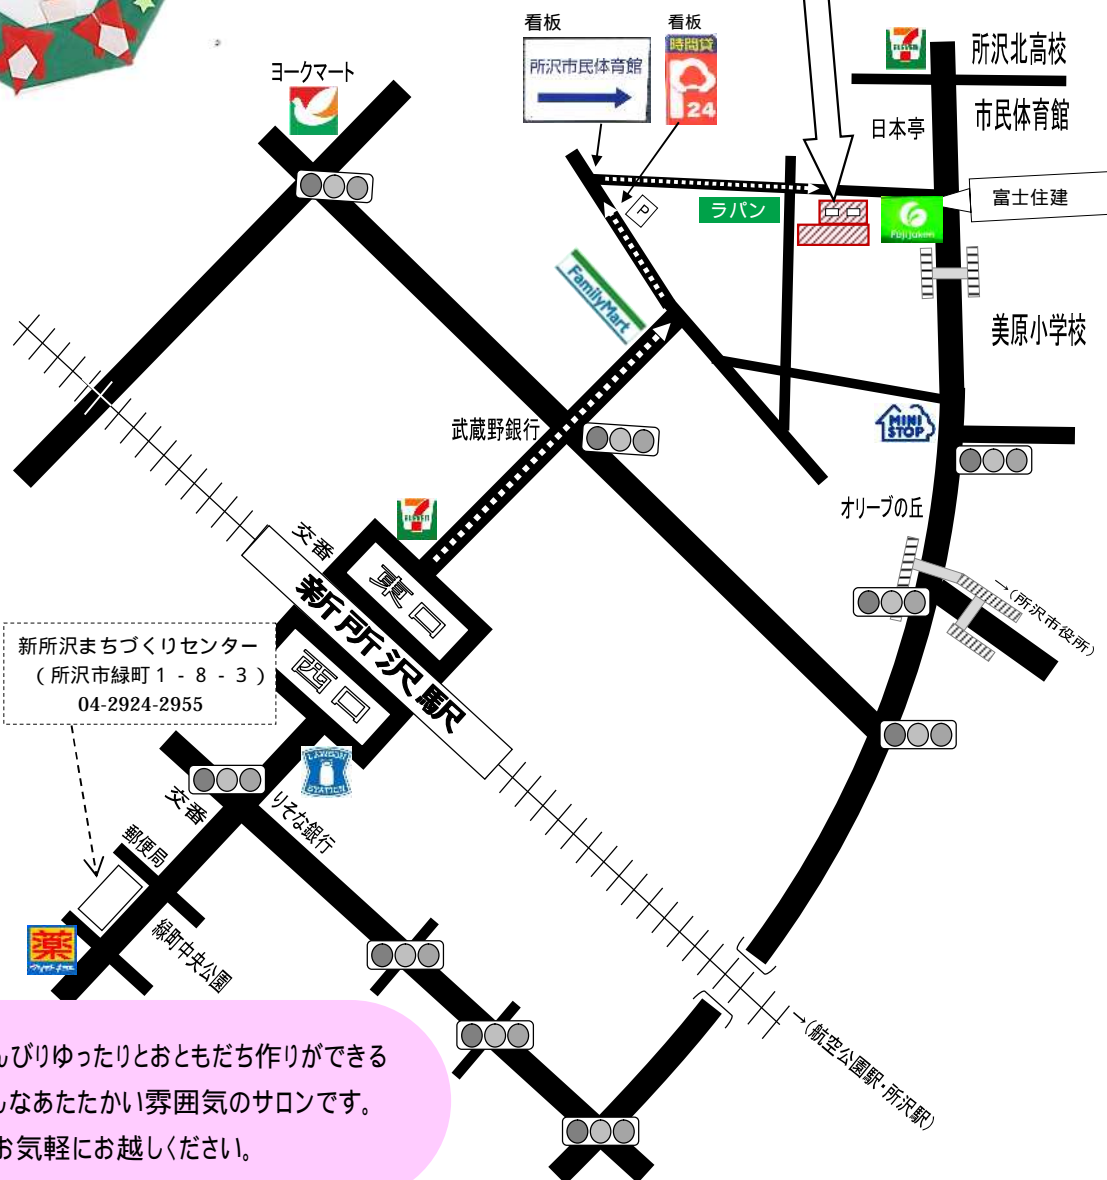 看板
看板
所沢市民体育館
時間貸
P
24
ELEVEN
所沢北高校
市民体育館
日本亭
ヨークマート
富士住建
Fuji juken
ラパン
P
FamilyMart
美原小学校
MINI
STOP
武蔵野銀行
オリーブの丘
7
ELEVEN
交番
東口
新所沢駅
西口
→(所沢市役所)
新所沢まちづくりセンター
(所沢市緑町1-8-3)
04-2924-2955
LAWSON
STATION
交番
りそな銀行
郵便局
緑町中央公園
薬
→(航空公園駅・所沢駅)
んびりゆったりとおともだち作りができる
んなあたたかい雰囲気のサロンです。
お気軽にお越しください。